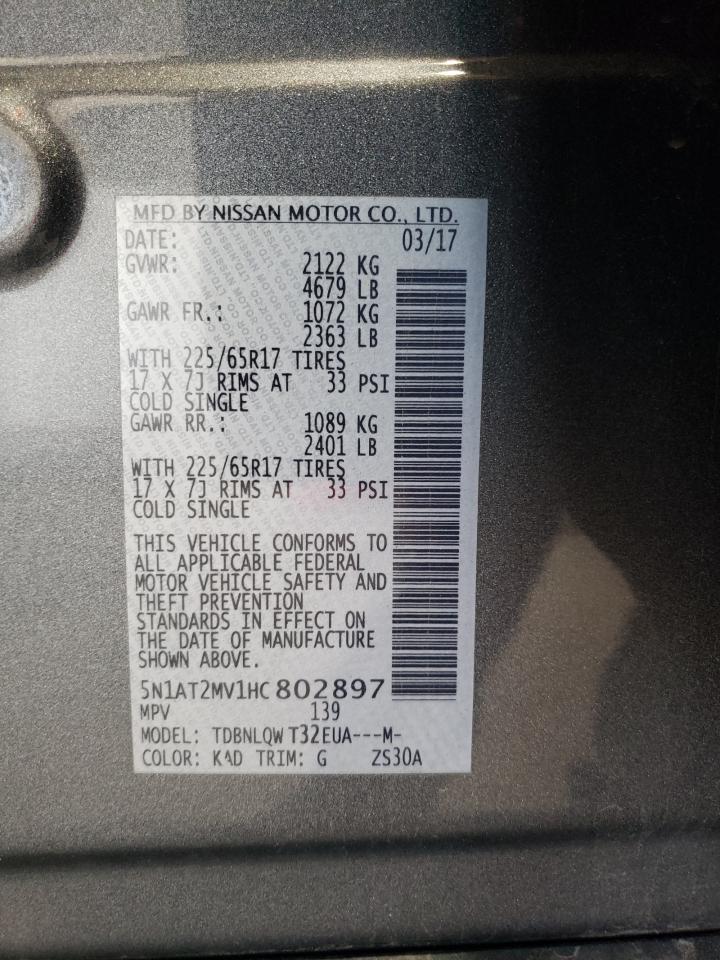 MFD BY NISSAN MOTOR CO., LTD.
DATE: 03/17
GVWR: 2122 KG
4679 LB
GAWR FR.: 1072 KG
2363 LB
WITH 225/65R17 TIRES
17 X 7J RIMS AT 33 PSI
COLD SINGLE
GAWR RR.: 1089 KG
2401 LB
WITH 225/65R17 TIRES
17 X 7J RIMS AT 33 PSI
COLD SINGLE
THIS VEHICLE CONFORMS TO
ALL APPLICABLE FEDERAL
MOTOR VEHICLE SAFETY AND
THEFT PREVENTION
STANDARDS IN EFFECT ON
THE DATE OF MANUFACTURE
SHOWN ABOVE.
5N1AT2MV1HC802897
MPV 139
MODEL: TDBNLQW T32EUA---M-
COLOR: KAD TRIM: G ZS30A